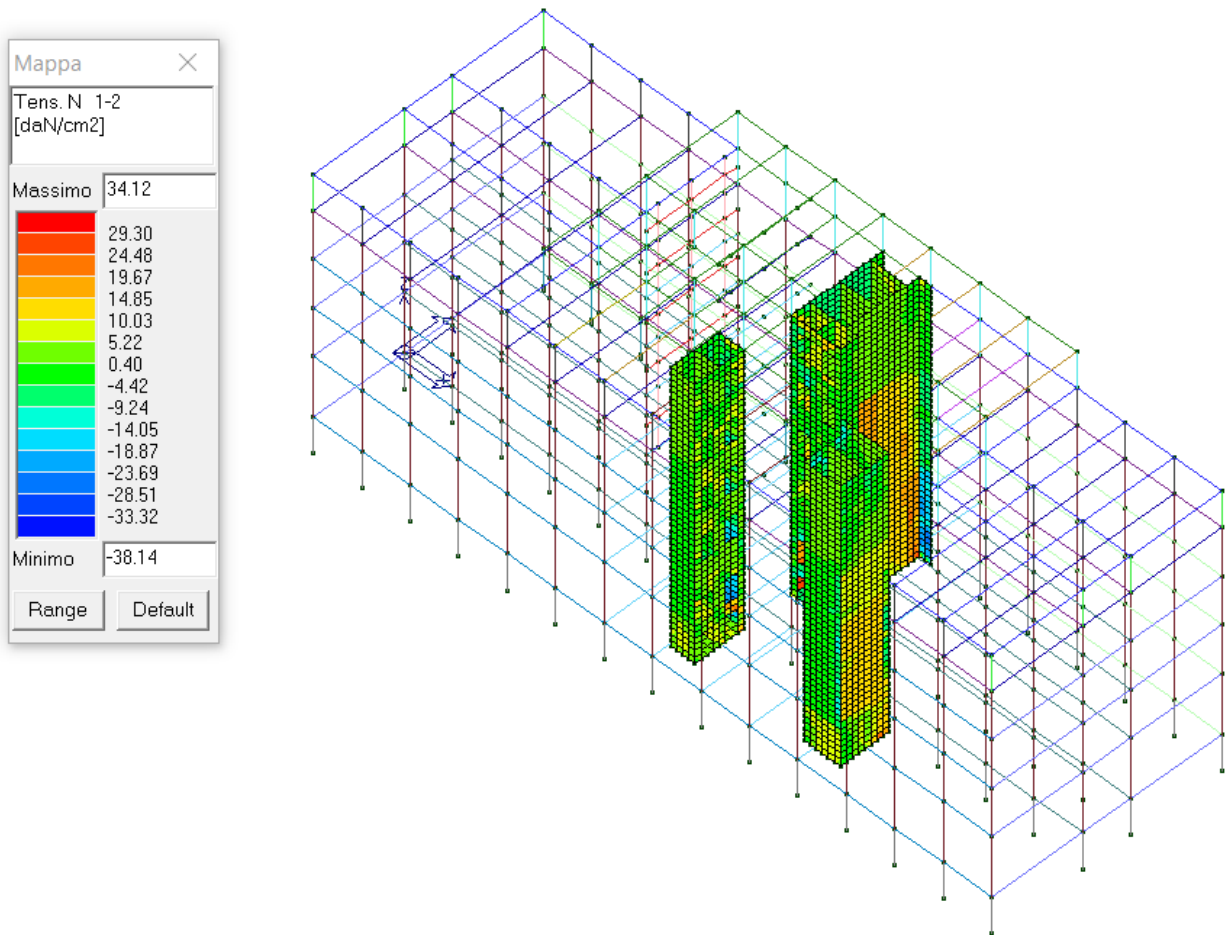 Mappa
Tens. N 1-2
[daN/cm2]
Massimo 34.12
29.30
24.48
19.67
14.85
10.03
5.22
0.40
-4.42
-9.24
-14.05
-18.87
-23.69
-28.51
-33.32
Minimo -38.14
Range Default